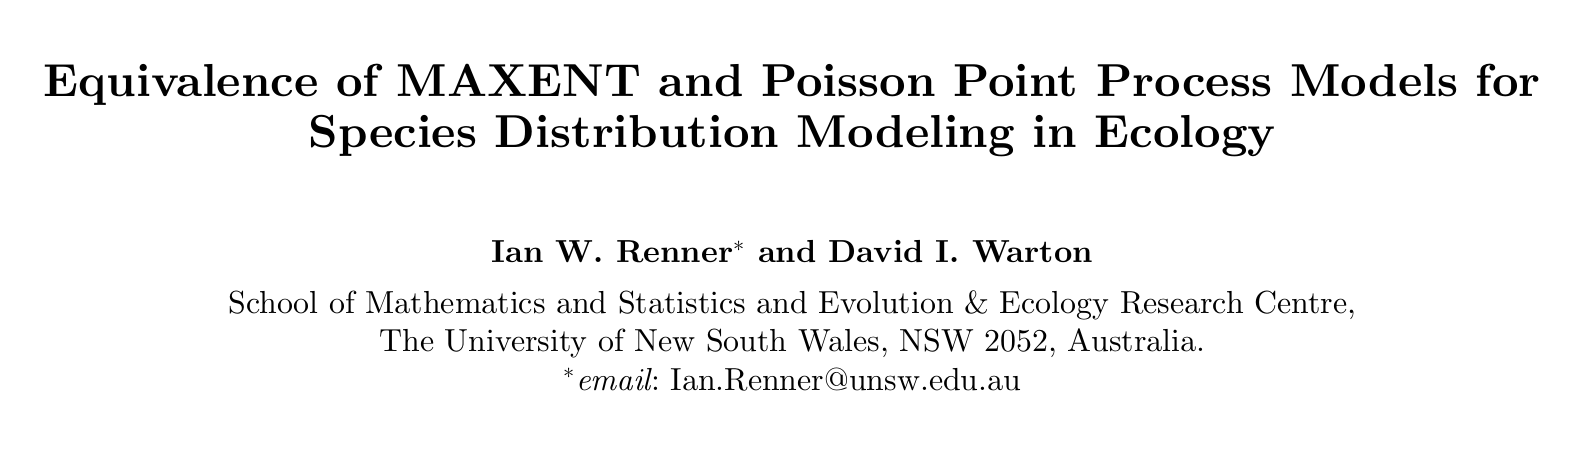 Equivalence of MAXENT and Poisson Point Process Models for
Species Distribution Modeling in Ecology
Ian W. Renner* and David I. Warton
School of Mathematics and Statistics and Evolution & Ecology Research Centre,
The University of New South Wales, NSW 2052, Australia.
*email: Ian.Renner@unsw.edu.au